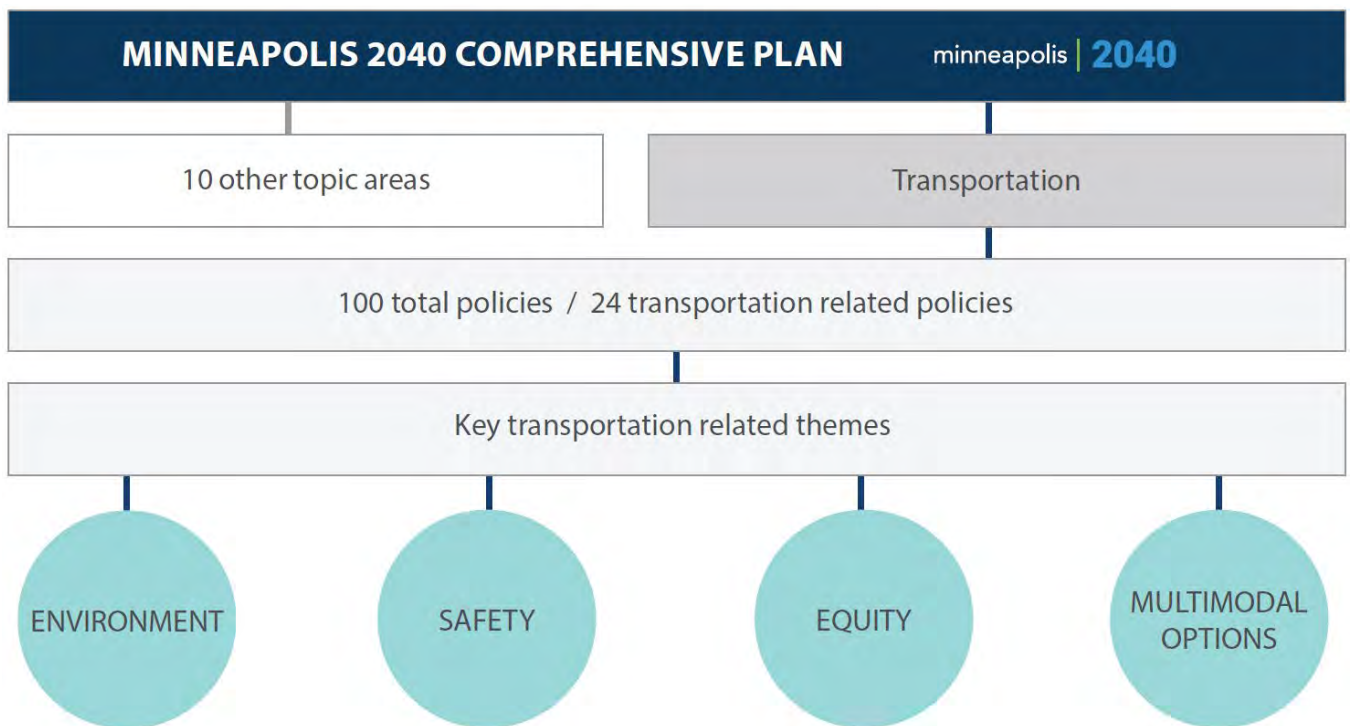 MINNEAPOLIS 2040 COMPREHENSIVE PLAN
minneapolis | 2040
10 other topic areas
Transportation
100 total policies / 24 transportation related policies
Key transportation related themes
ENVIRONMENT
SAFETY
EQUITY
MULTIMODAL
OPTIONS